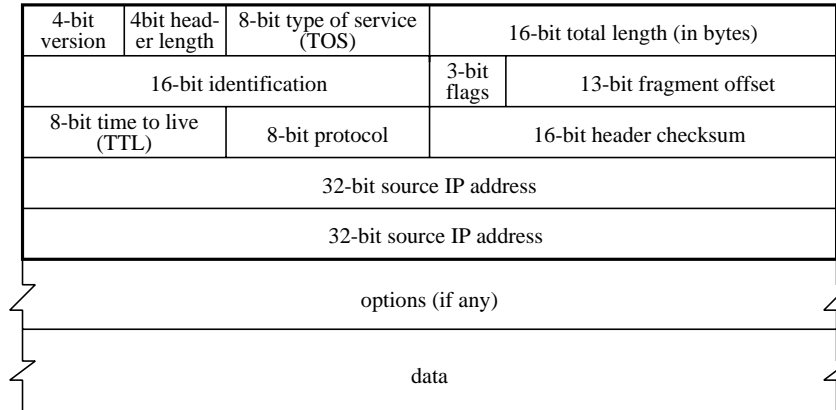 4-bit 4bit head- 8-bit type of service 16-bit total length (in bytes)
version er length (TOS)
16-bit identification 3-bit 13-bit fragment offset
flags
8-bit time to live 8-bit protocol 16-bit header checksum
(TTL)
32-bit source IP address
32-bit source IP address
options (if any)
data